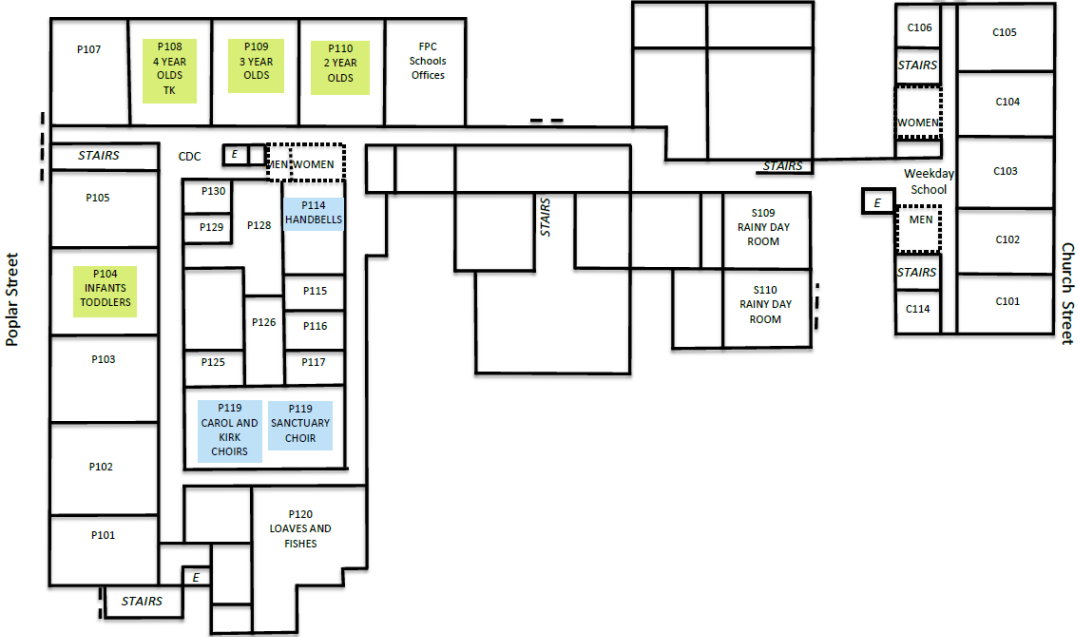 P107
P108
4 YEAR
OLDS
TK
P109
3 YEAR
OLDS
P110
2 YEAR
OLDS
FPC
Schools
Offices
C106
C105
STAIRS
C104
WOMEN
STAIRS
CDC
E
MEN
WOMEN
STAIRS
Weekday
School
C103
P105
P130
P129
P128
P114
HANDBELLS
STAIRS
S109
RAINY DAY
ROOM
E
MEN
C102
Poplar Street
Church Street
P104
INFANTS
TODDLERS
P115
P126
P116
S110
RAINY DAY
ROOM
STAIRS
C114
C101
P103
P125
P117
P119
CAROL AND
KIRK
CHOIRS
P119
SANCTUARY
CHOIR
P102
P101
P120
LOAVES AND
FISHES
E
STAIRS